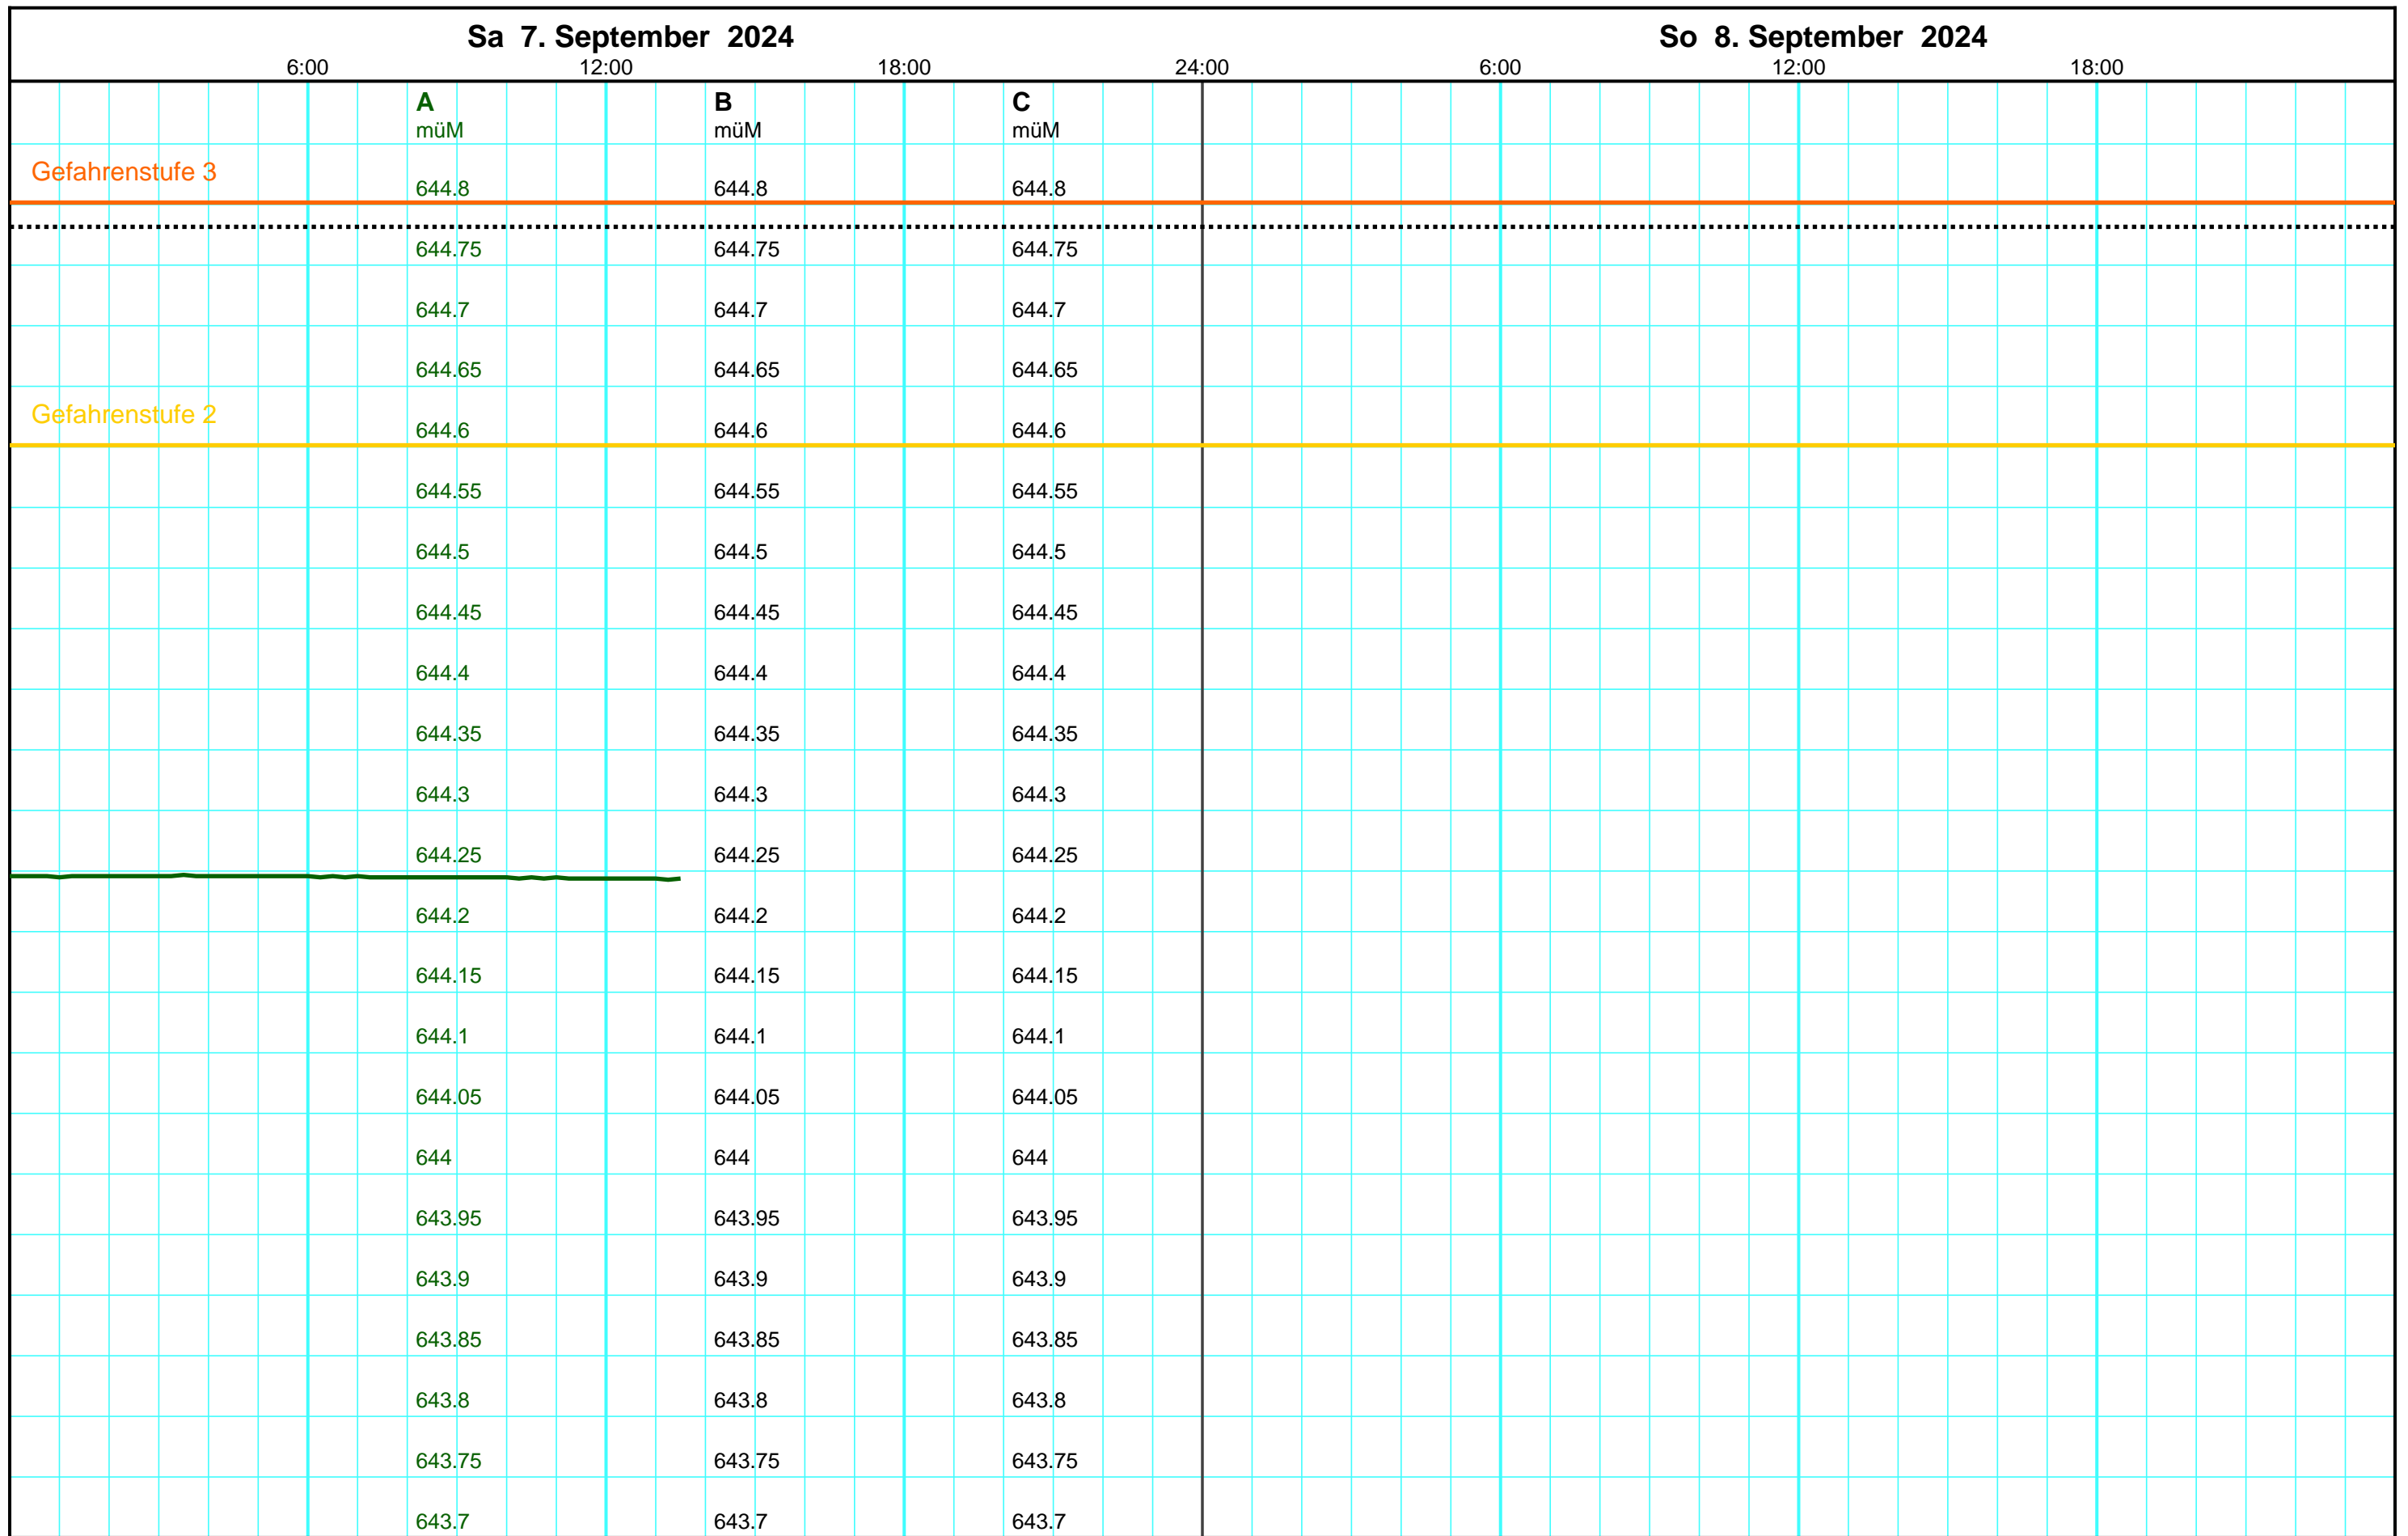 Sa 7. September 2024 So 8. September 2024
6:00 12:00 18:00 24:00 6:00 12:00 18:00
A B C
müM müM müM
Gefahrenstufe 3
644.8 644.8 644.8
644.75 644.75 644.75
644.7 644.7 644.7
644.65 644.65 644.65
Gefahrenstufe 2
644.6 644.6 644.6
644.55 644.55 644.55
644.5 644.5 644.5
644.45 644.45 644.45
644.4 644.4 644.4
644.35 644.35 644.35
644.3 644.3 644.3
644.25 644.25 644.25
644.2 644.2 644.2
644.15 644.15 644.15
644.1 644.1 644.1
644.05 644.05 644.05
644 644 644
643.95 643.95 643.95
643.9 643.9 643.9
643.85 643.85 643.85
643.8 643.8 643.8
643.75 643.75 643.75
643.7 643.7 643.7